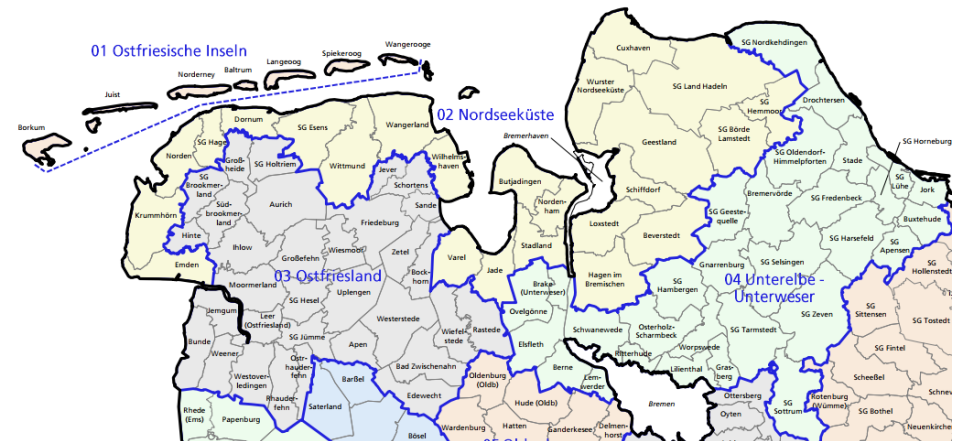 01 Ostfriesische Inseln
Wangerooge
Spiekeroog
Langeoog
Baltrum
Norderney
Juist
Borkum
02 Nordseeküste
Bremerhaven
Cuxhaven
SG Nordkehdingen
Wurster
Nordseeküste
SG Land Hadeln
SG
Hemmoor
Drochtersen
SG Börde
Lamstedt
Geestland
SG Oldendorf-
Himmelpforten
Stade
SG Horneburg
SG
Lühe
Jork
Dornum
SG Esens
Wangerland
Norden
SG Hage
Groß-
heide
SG Holtriem
Wittmund
Jever
Wilhelms-
haven
SG
Brookmer-
land
Schortens
Sande
Aurich
Süd-
brookmer-
land
Friedeburg
Krummhörn
Hinte
Ihlow
Wiesmoor
Zetel
Großefehn
Emden
03 Ostfriesland
Bock-
horn
Varel
Jade
Butjadingen
Norden-
ham
Stadland
Schiffdorf
Loxstedt
Beverstedt
Hagen im
Bremischen
Bremervörde
SG Fredenbeck
SG Geeste-
quelle
Buxtehude
SG Harsefeld
SG
Apensen
SG Selsingen
Gnarrenburg
04 Unterelbe -
Unterweser
SG
Hambergen
SG
Hollenstedt
SG
Sittensen
SG Tostedt
SG Zeven
SG Tarmstedt
Moormerland
SG Hesel
Uplengen
Jemgum
Leer
(Ostfriesland)
SG Jümme
Westerstede
Wiefel-
stede
Rastede
Brake
(Unterweser)
Ovelgönne
Elsfleth
Schwanewede
Osterholz-
Scharmbeck
Worpswede
Ritterhude
Lilienthal
Gras-
berg
SG Fintel
Bunde
Weener
Apen
Ostr-
hauder-
fehn
Westover-
ledingen
Rhauder-
fehn
Bad Zwischenahn
Barßel
Edewecht
Saterland
Bösel
Oldenburg
(Oldb)
Berne
Lem-
werder
Bremen
Ottersberg
Oyten
SG
Sottrum
Rotenburg
(Wümme)
Scheeßel
SG Bothel
Neuenkirchen
Rhede
(Ems)
Papenburg
Wardenburg
Hatten
Hude (Oldb)
Ganderkesee
Delmen-
horst